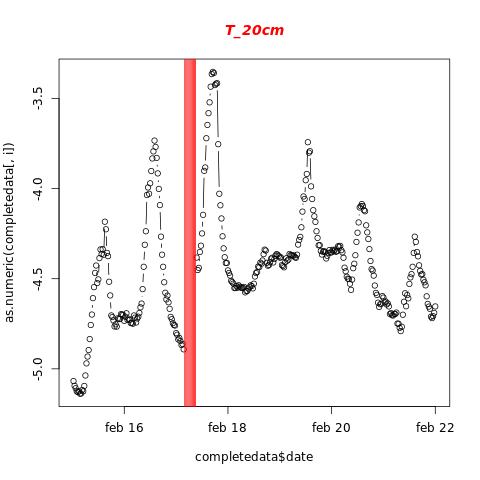 T_20cm
as.numeric(completedata[, i])
-3.5
-4.0
-4.5
-5.0
feb 16
feb 18
feb 20
feb 22
completedata$date